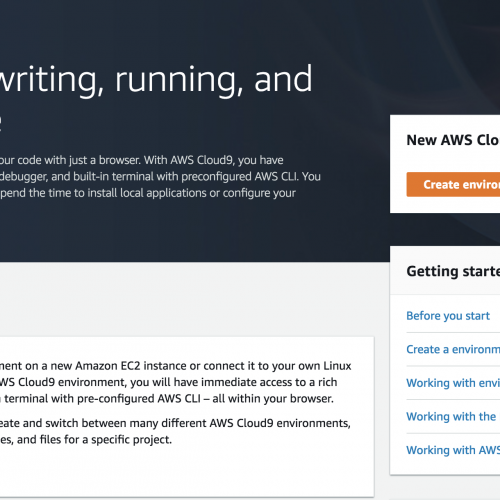 writing, running, and
e
our code with just a browser. With AWS Cloud9, you have
debugger, and built-in terminal with preconfigured AWS CLI. You
pend the time to install local applications or configure your
New AWS Clo
Create enviro
Getting starte
Before you start
Create a environm
Working with envi
Working with the
Working with AWS
ment on a new Amazon EC2 instance or connect it to your own Linux
WS Cloud9 environment, you will have immediate access to a rich
terminal with pre-configured AWS CLI – all within your browser.
eate and switch between many different AWS Cloud9 environments,
es, and files for a specific project.